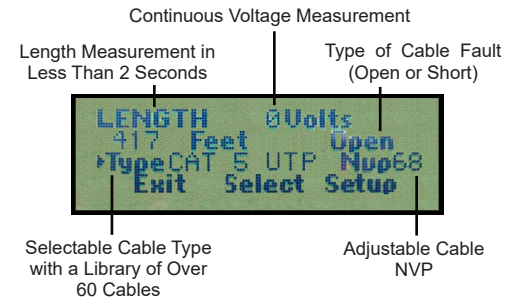 Continuous Voltage Measurement
Length Measurement in
Less Than 2 Seconds
Type of Cable Fault
(Open or Short)
LENGTH 0Volts
417 Feet Open
Type CAT 5 UTP Nvp68
Exit Select Setup
Selectable Cable Type
with a Library of Over
60 Cables
Adjustable Cable
NVP